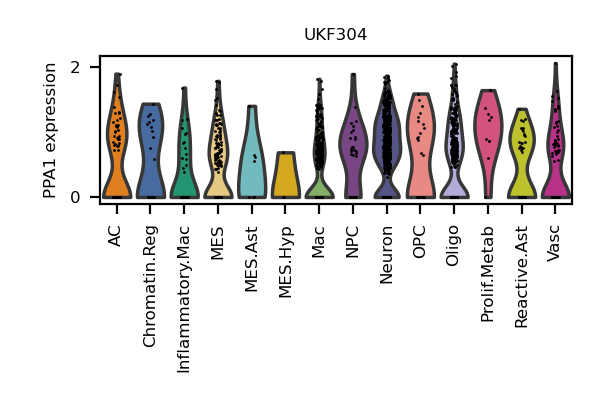 UKF304
PPA1 expression
2
0
AC
Chromatin.Reg
Inflammatory.Mac
MES
MES.Ast
MES.Hyp
Mac
NPC
Neuron
OPC
Oligo
Prolif.Metab
Reactive.Ast
Vasc